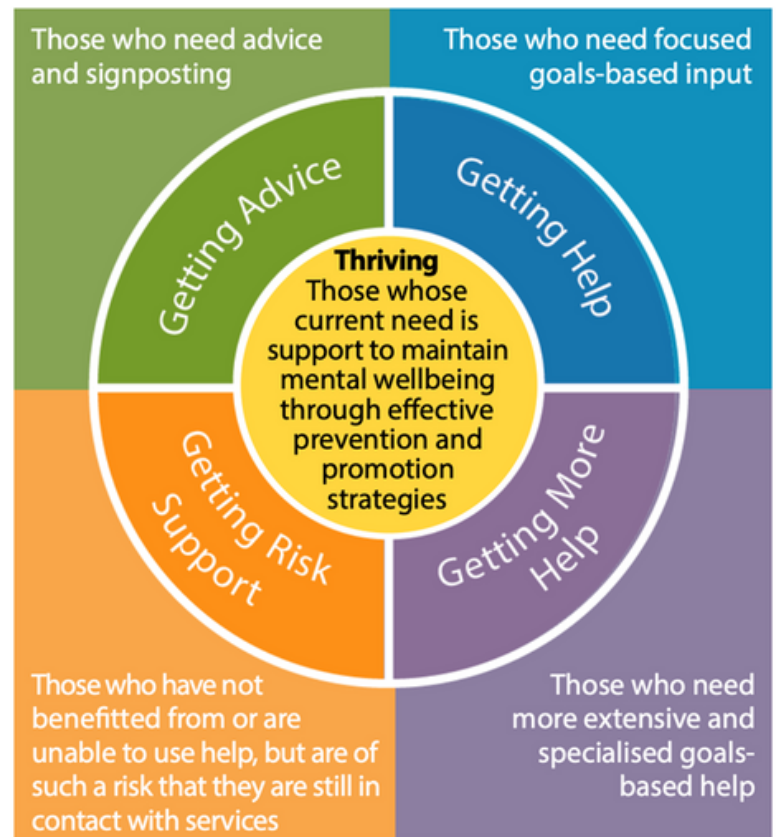 Those who need advice
and signposting
Those who need focused
goals-based input
Getting Advice
Getting Help
Thriving
Those whose
current need is
support to maintain
mental wellbeing
through effective
prevention and
promotion
strategies
Getting Risk
Support
Getting More
Help
Those who have not
benefitted from or are
unable to use help, but are of
such a risk that they are still in
contact with services
Those who need
more extensive and
specialised goals-
based help